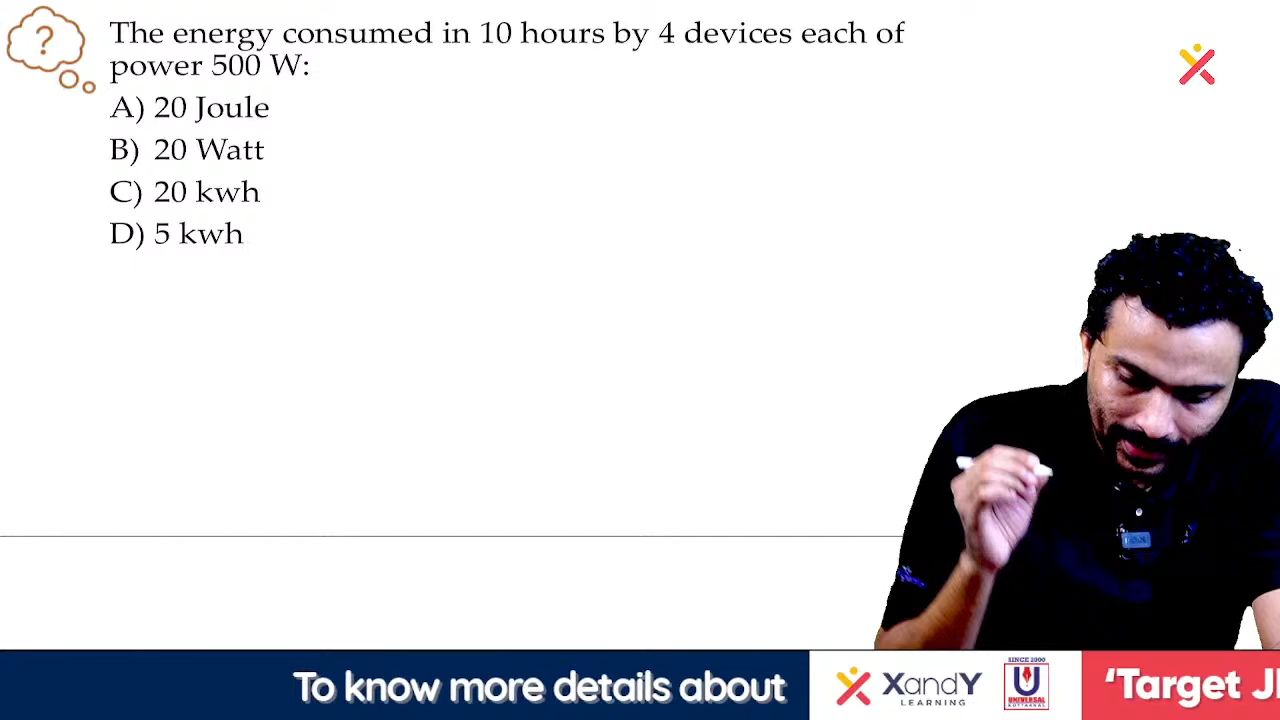 ?
The energy consumed in 10 hours by 4 devices each of
power 500 W:
A) 20 Joule
B) 20 Watt
C) 20 kwh
D) 5 kwh
To know more details about
XandY
LEARNING
SINCE 2000
U
UNIVERSAL
KOTTAKKAL
‘Target J